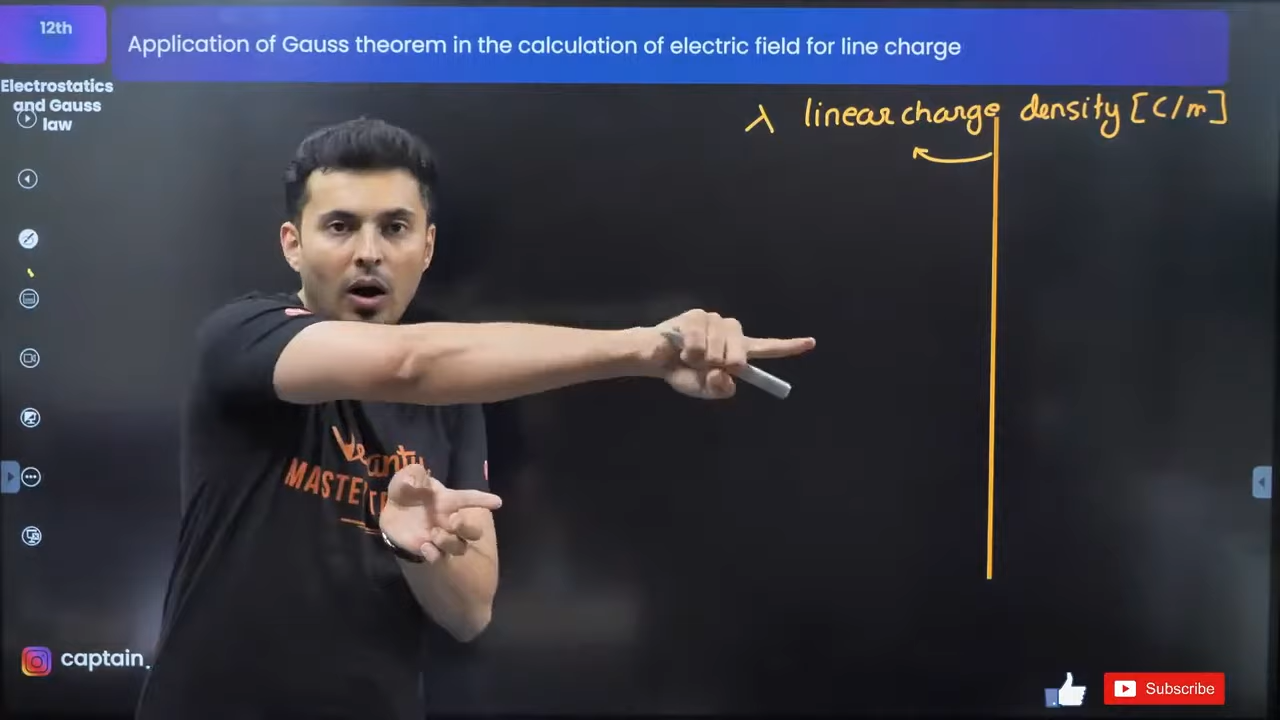 12th
Application of Gauss theorem in the calculation of electric field for line charge
Electrostatics
and Gauss
law
λ linear charge density [C/m]
MASTE
captain.
Subscribe